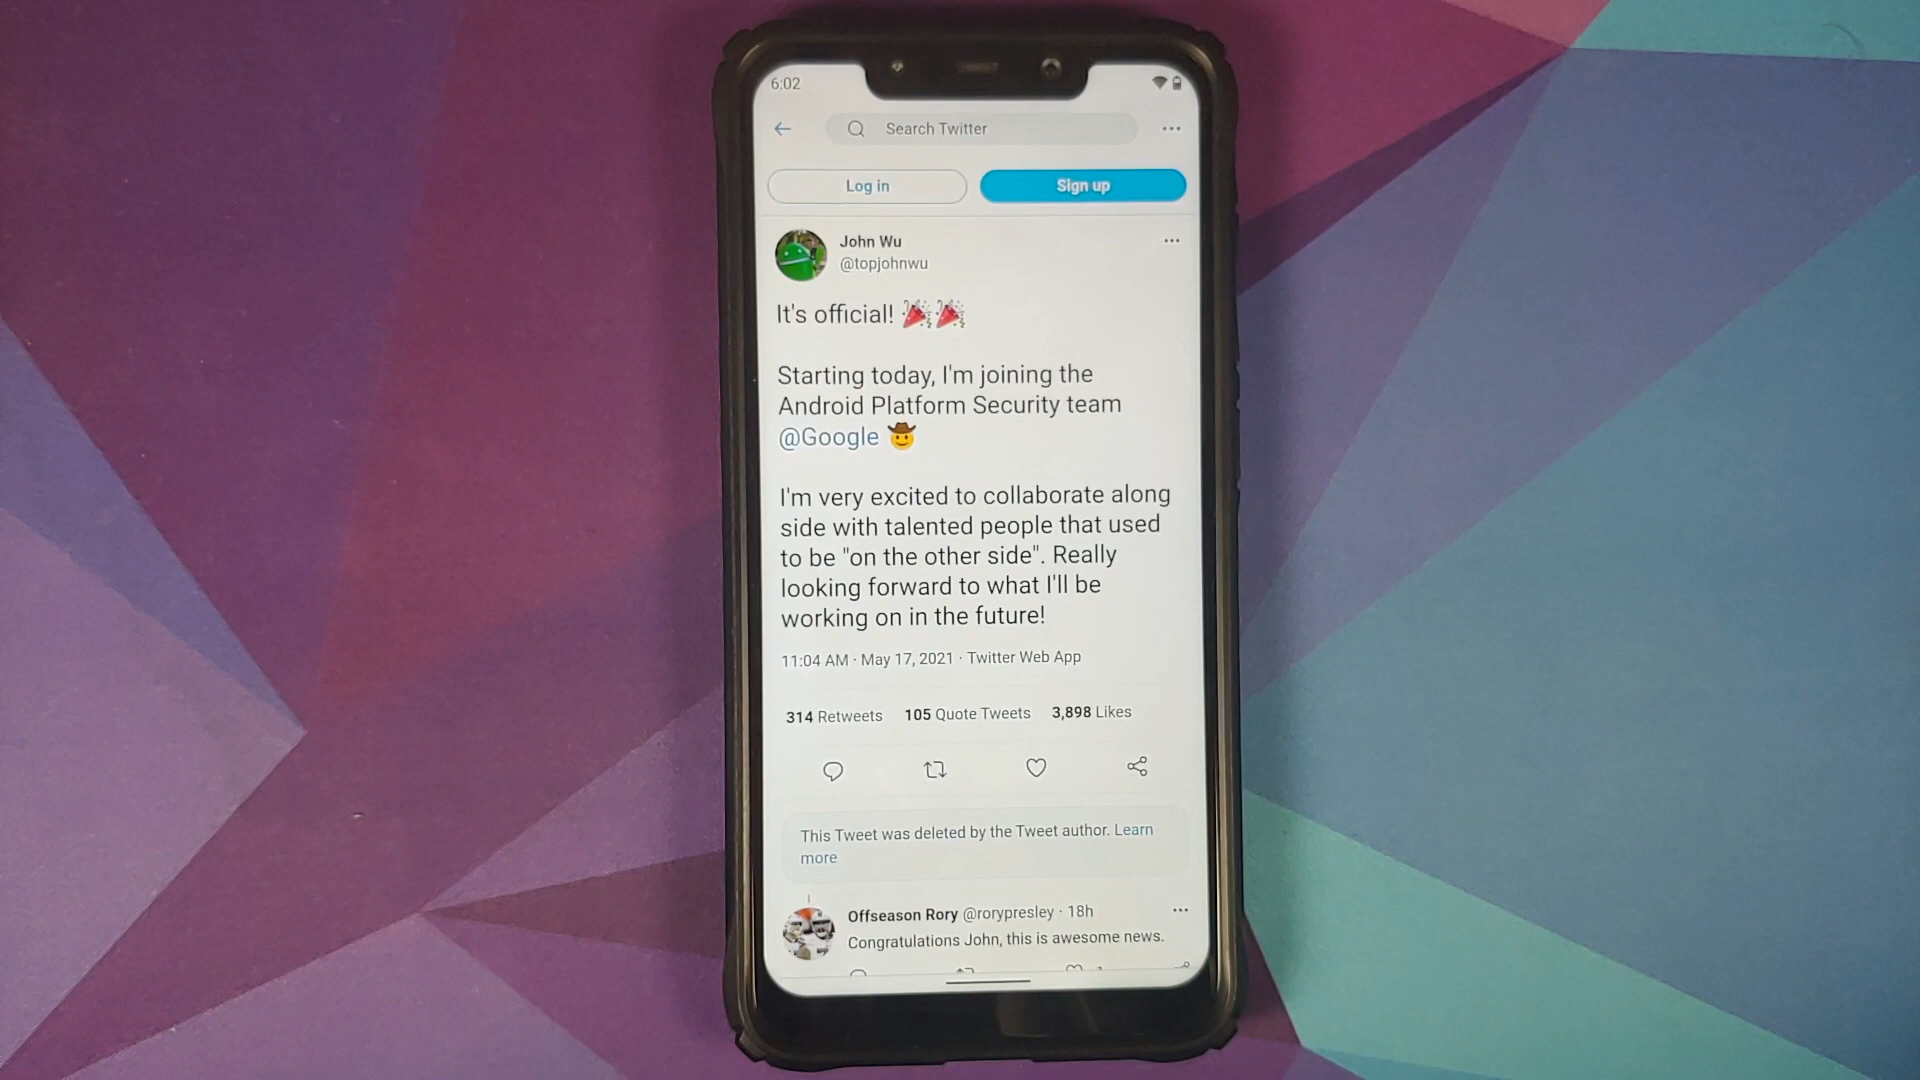 6:02
Search Twitter
Log in
Sign up
John Wu
@topjohnwu
It's official! 🎉🎉
Starting today, I'm joining the
Android Platform Security team
@Google 🤠
I'm very excited to collaborate along
side with talented people that used
to be "on the other side". Really
looking forward to what I'll be
working on in the future!
11:04 AM · May 17, 2021 · Twitter Web App
314 Retweets 105 Quote Tweets 3,898 Likes
This Tweet was deleted by the Tweet author. Learn
more
Offseason Rory @rorypresley · 18h
Congratulations John, this is awesome news.